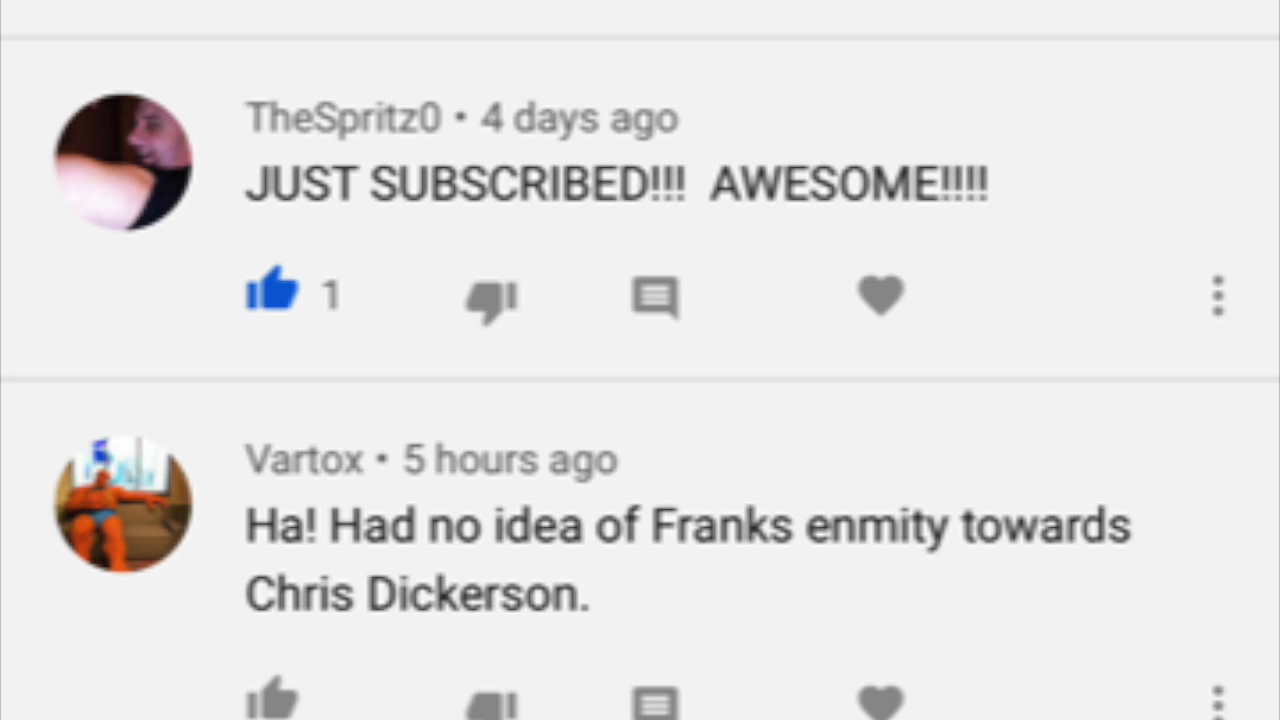 TheSpritz0 • 4 days ago
JUST SUBSCRIBED!!!  AWESOME!!!!
1
Vartox • 5 hours ago
Ha! Had no idea of Franks enmity towards
Chris Dickerson.